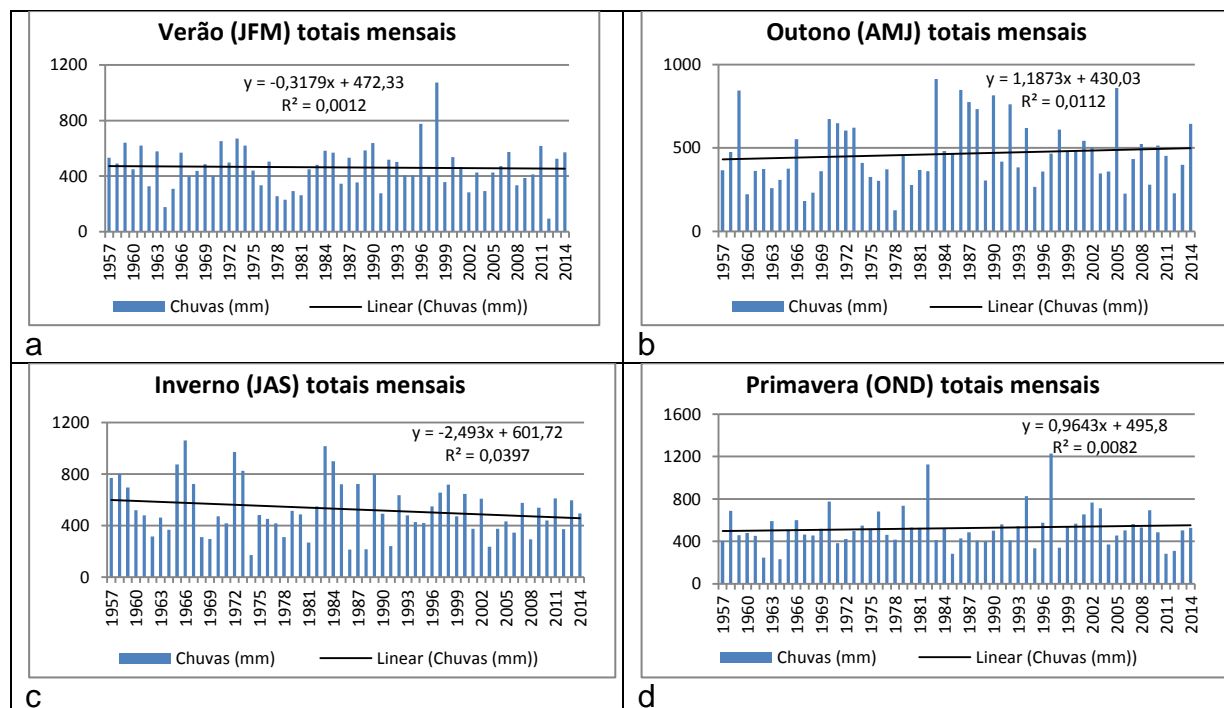 Verão (JFM) totais mensais
y = -0,3179x + 472,33
R² = 0,0012
1200
800
400
0
1957 1960 1963 1966 1969 1972 1975 1978 1981 1984 1987 1990 1993 1996 1999 2002 2005 2008 2011 2014
Chuvas (mm) Linear (Chuvas (mm))
a
Outono (AMJ) totais mensais
y = 1,1873x + 430,03
R² = 0,0112
1000
500
0
1957 1960 1963 1966 1969 1972 1975 1978 1981 1984 1987 1990 1993 1996 1999 2002 2005 2008 2011 2014
Chuvas (mm) Linear (Chuvas (mm))
b
Inverno (JAS) totais mensais
y = -2,493x + 601,72
R² = 0,0397
1200
800
400
0
1957 1960 1963 1966 1969 1972 1975 1978 1981 1984 1987 1990 1993 1996 1999 2002 2005 2008 2011 2014
Chuvas (mm) Linear (Chuvas (mm))
c
Primavera (OND) totais mensais
y = 0,9643x + 495,8
R² = 0,0082
1600
1200
800
400
0
1957 1960 1963 1966 1969 1972 1975 1978 1981 1984 1987 1990 1993 1996 1999 2002 2005 2008 2011 2014
Chuvas (mm) Linear (Chuvas (mm))
d